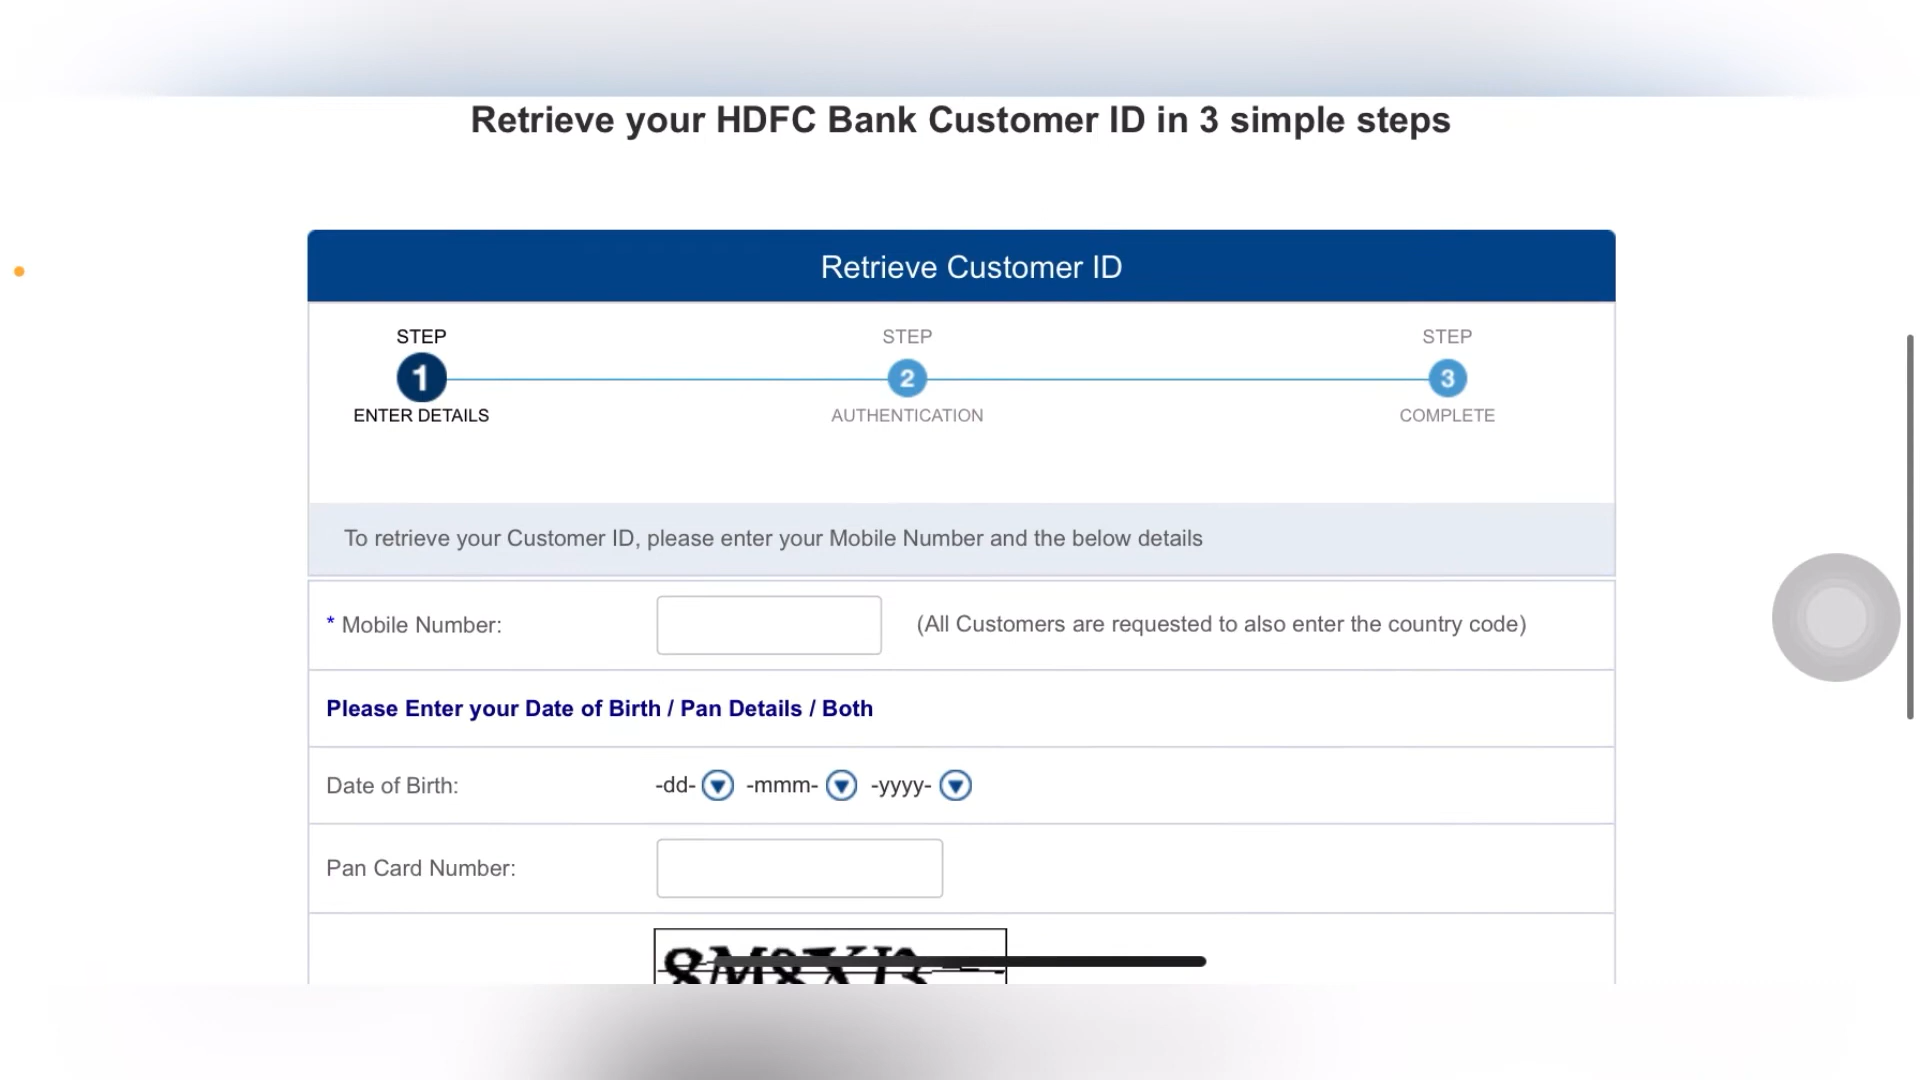 Retrieve your HDFC Bank Customer ID in 3 simple steps
Retrieve Customer ID
STEP STEP STEP
1 2 3
ENTER DETAILS AUTHENTICATION COMPLETE
To retrieve your Customer ID, please enter your Mobile Number and the below details
* Mobile Number: (All Customers are requested to also enter the country code)
Please Enter your Date of Birth / Pan Details / Both
Date of Birth: -dd- -mmm- -yyyy-
Pan Card Number: